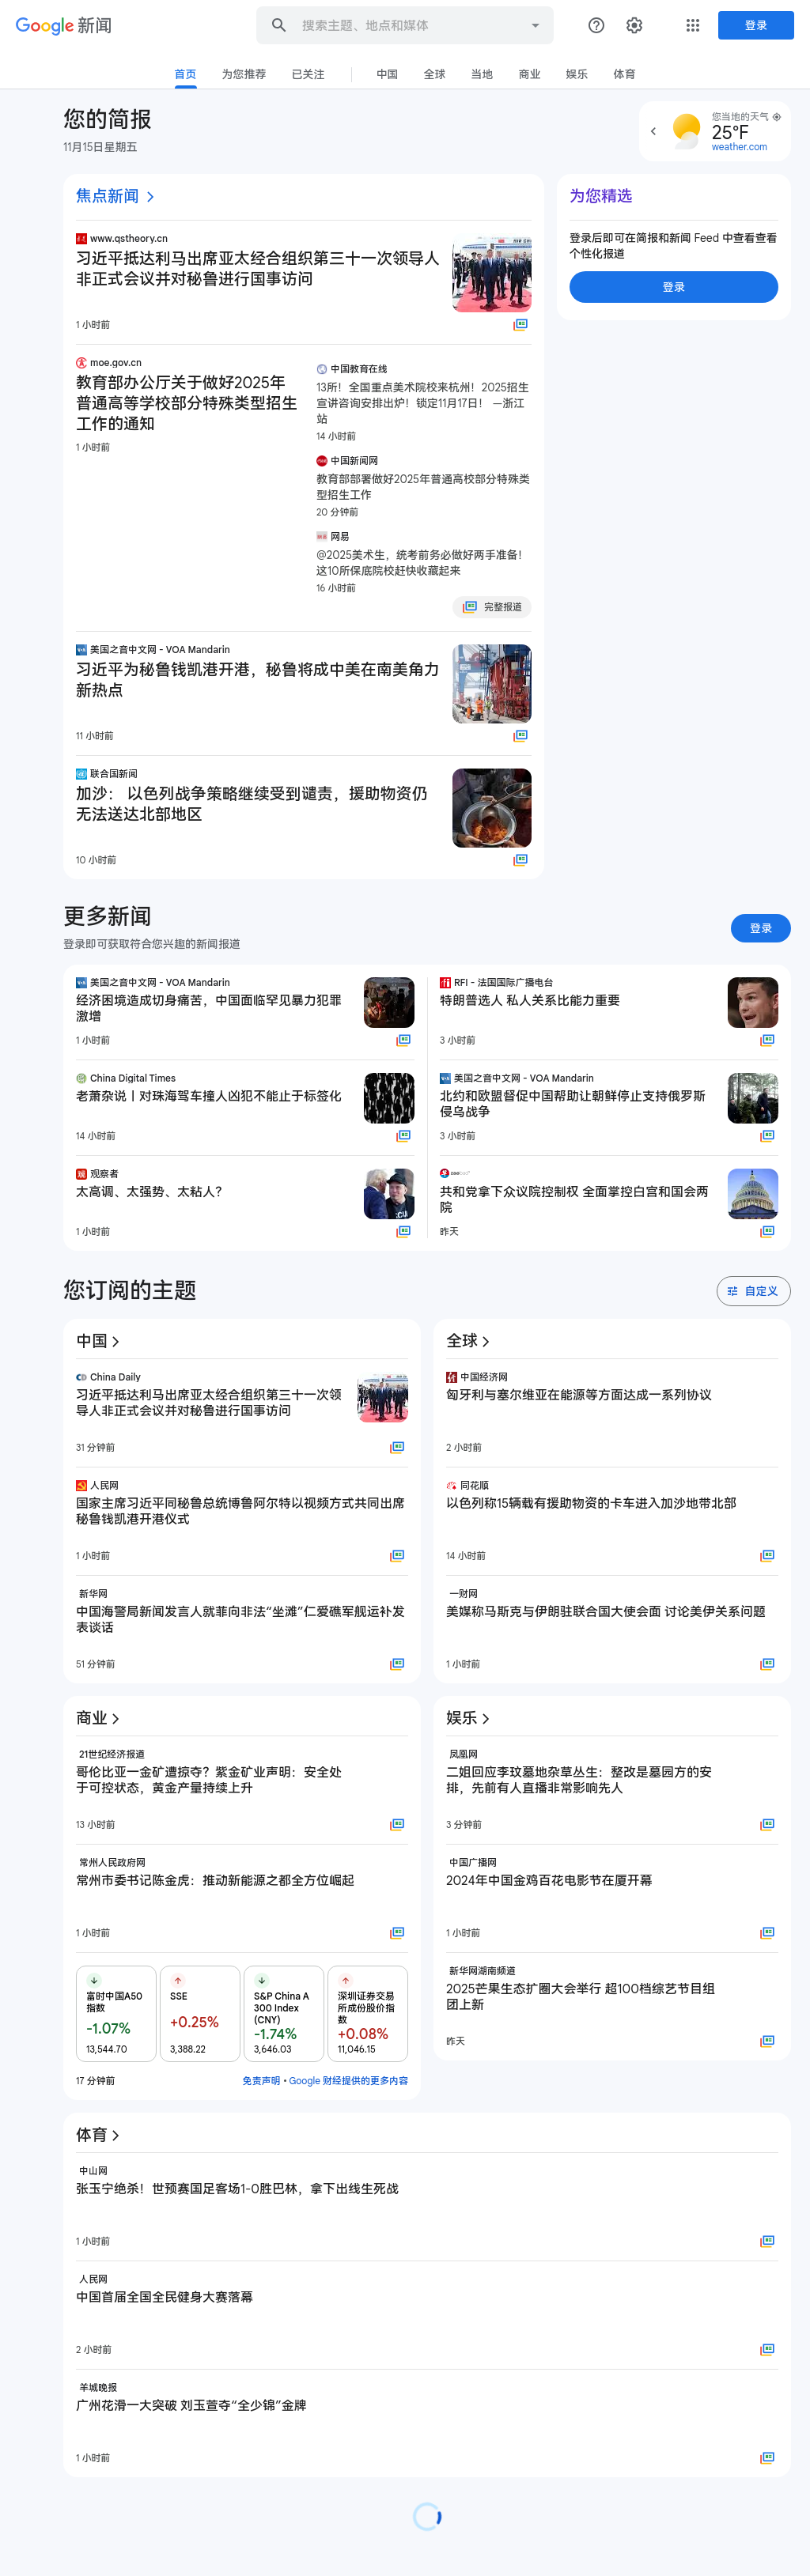 Google 新闻
搜索主题、地点和媒体
登录
首页
为您推荐
已关注
中国
全球
当地
商业
娱乐
体育
您的简报
11月15日星期五
您当地的天气
25°F
weather.com
焦点新闻
www.qstheory.cn
习近平抵达利马出席亚太经合组织第三十一次领导人
非正式会议并对秘鲁进行国事访问
1 小时前
为您精选
登录后即可在简报和新闻 Feed 中查看查看
个性化报道
登录
moe.gov.cn
教育部办公厅关于做好2025年
普通高等学校部分特殊类型招生
工作的通知
1 小时前
中国教育在线
13所！全国重点美术院校来杭州！2025招生
宣讲咨询安排出炉！锁定11月17日！ —浙江
站
14 小时前
中国新闻网
教育部部署做好2025年普通高校部分特殊类
型招生工作
20 分钟前
网易
@2025美术生，统考前务必做好两手准备！
这10所保底院校赶快收藏起来
16 小时前
完整报道
美国之音中文网 - VOA Mandarin
习近平为秘鲁钱凯港开港，秘鲁将成中美在南美角力
新热点
11 小时前
联合国新闻
加沙： 以色列战争策略继续受到谴责，援助物资仍
无法送达北部地区
10 小时前
更多新闻
登录即可获取符合您兴趣的新闻报道
登录
美国之音中文网 - VOA Mandarin
经济困境造成切身痛苦，中国面临罕见暴力犯罪
激增
1 小时前
China Digital Times
老萧杂说丨对珠海驾车撞人凶犯不能止于标签化
14 小时前
观察者
太高调、太强势、太粘人？
1 小时前
RFI - 法国国际广播电台
特朗普选人 私人关系比能力重要
3 小时前
美国之音中文网 - VOA Mandarin
北约和欧盟督促中国帮助让朝鲜停止支持俄罗斯
侵乌战争
3 小时前
共和党拿下众议院控制权 全面掌控白宫和国会两
院
昨天
您订阅的主题
自定义
中国
China Daily
习近平抵达利马出席亚太经合组织第三十一次领
导人非正式会议并对秘鲁进行国事访问
31 分钟前
人民网
国家主席习近平同秘鲁总统博鲁阿尔特以视频方式共同出席
秘鲁钱凯港开港仪式
1 小时前
新华网
中国海警局新闻发言人就菲向非法“坐滩”仁爱礁军舰运补发
表谈话
51 分钟前
全球
中国经济网
匈牙利与塞尔维亚在能源等方面达成一系列协议
2 小时前
同花顺
以色列称15辆载有援助物资的卡车进入加沙地带北部
14 小时前
一财网
美媒称马斯克与伊朗驻联合国大使会面 讨论美伊关系问题
1 小时前
商业
21世纪经济报道
哥伦比亚一金矿遭掠夺？紫金矿业声明：安全处
于可控状态，黄金产量持续上升
13 小时前
常州人民政府网
常州市委书记陈金虎：推动新能源之都全方位崛起
1 小时前
富时中国A50
指数
-1.07%
13,544.70
SSE
+0.25%
3,388.22
S&P China A
300 Index
(CNY)
-1.74%
3,646.03
深圳证券交易
所成份股价指
数
+0.08%
11,046.15
17 分钟前
免责声明 • Google 财经提供的更多内容
娱乐
凤凰网
二姐回应李玟墓地杂草丛生：整改是墓园方的安
排，先前有人直播非常影响先人
3 分钟前
中国广播网
2024年中国金鸡百花电影节在厦开幕
1 小时前
新华网湖南频道
2025芒果生态扩圈大会举行 超100档综艺节目组
团上新
昨天
体育
中山网
张玉宁绝杀！世预赛国足客场1-0胜巴林，拿下出线生死战
1 小时前
人民网
中国首届全国全民健身大赛落幕
2 小时前
羊城晚报
广州花滑一大突破 刘玉萱夺“全少锦”金牌
1 小时前